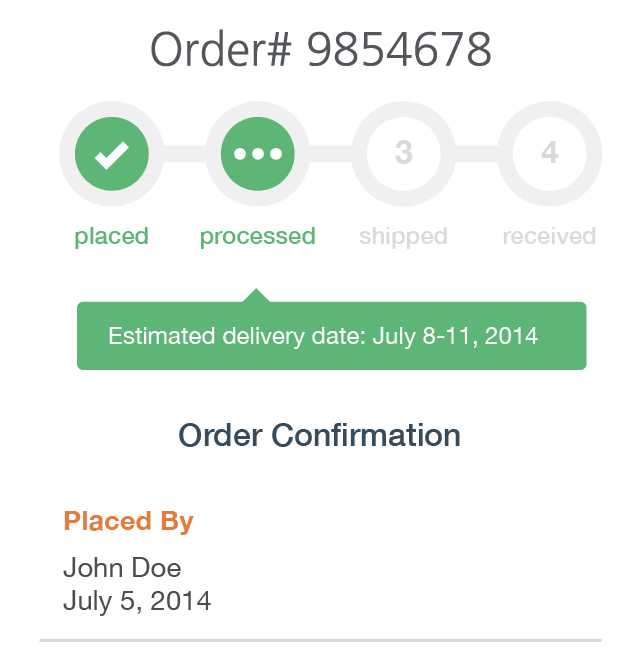 Order# 9854678
3 4
placed processed shipped received
Estimated delivery date: July 8-11, 2014
Order Confirmation
Placed By
John Doe
July 5, 2014